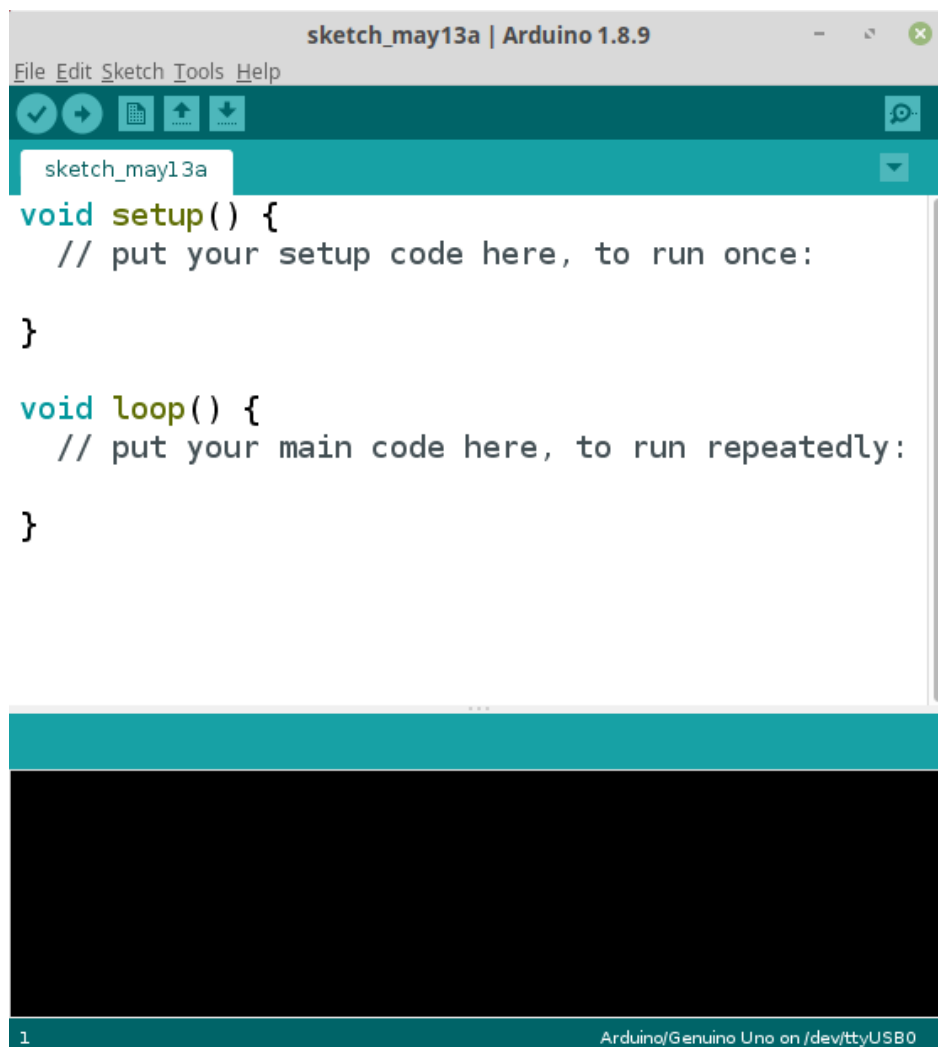 sketch_may13a | Arduino 1.8.9
File Edit Sketch Tools Help
sketch_may13a
void setup() {
  // put your setup code here, to run once:
}
void loop() {
  // put your main code here, to run repeatedly:
}
1 Arduino/Genuino Uno on /dev/ttyUSB0